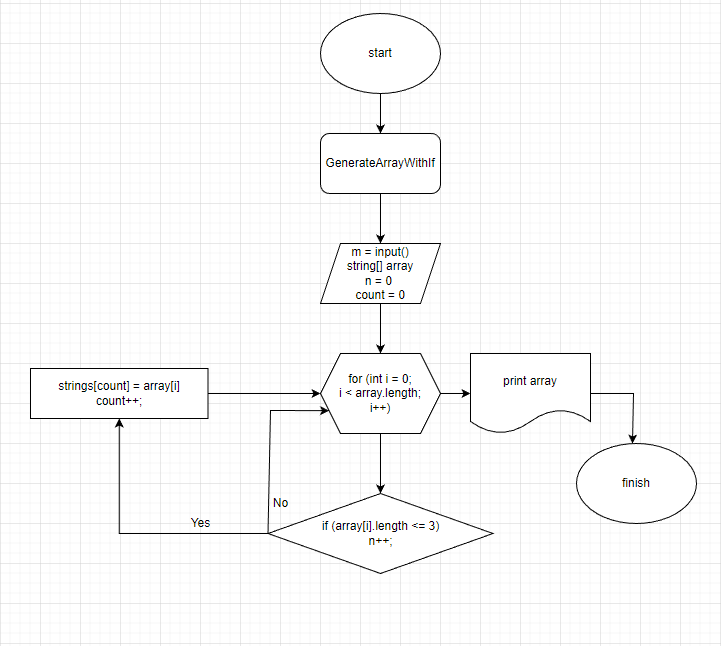 start
GenerateArrayWithIf
m = input()
string[] array
n = 0
count = 0
for (int i = 0;
i < array.length;
i++)
print array
strings[count] = array[i]
count++;
finish
No
Yes
if (array[i].length <= 3)
n++;